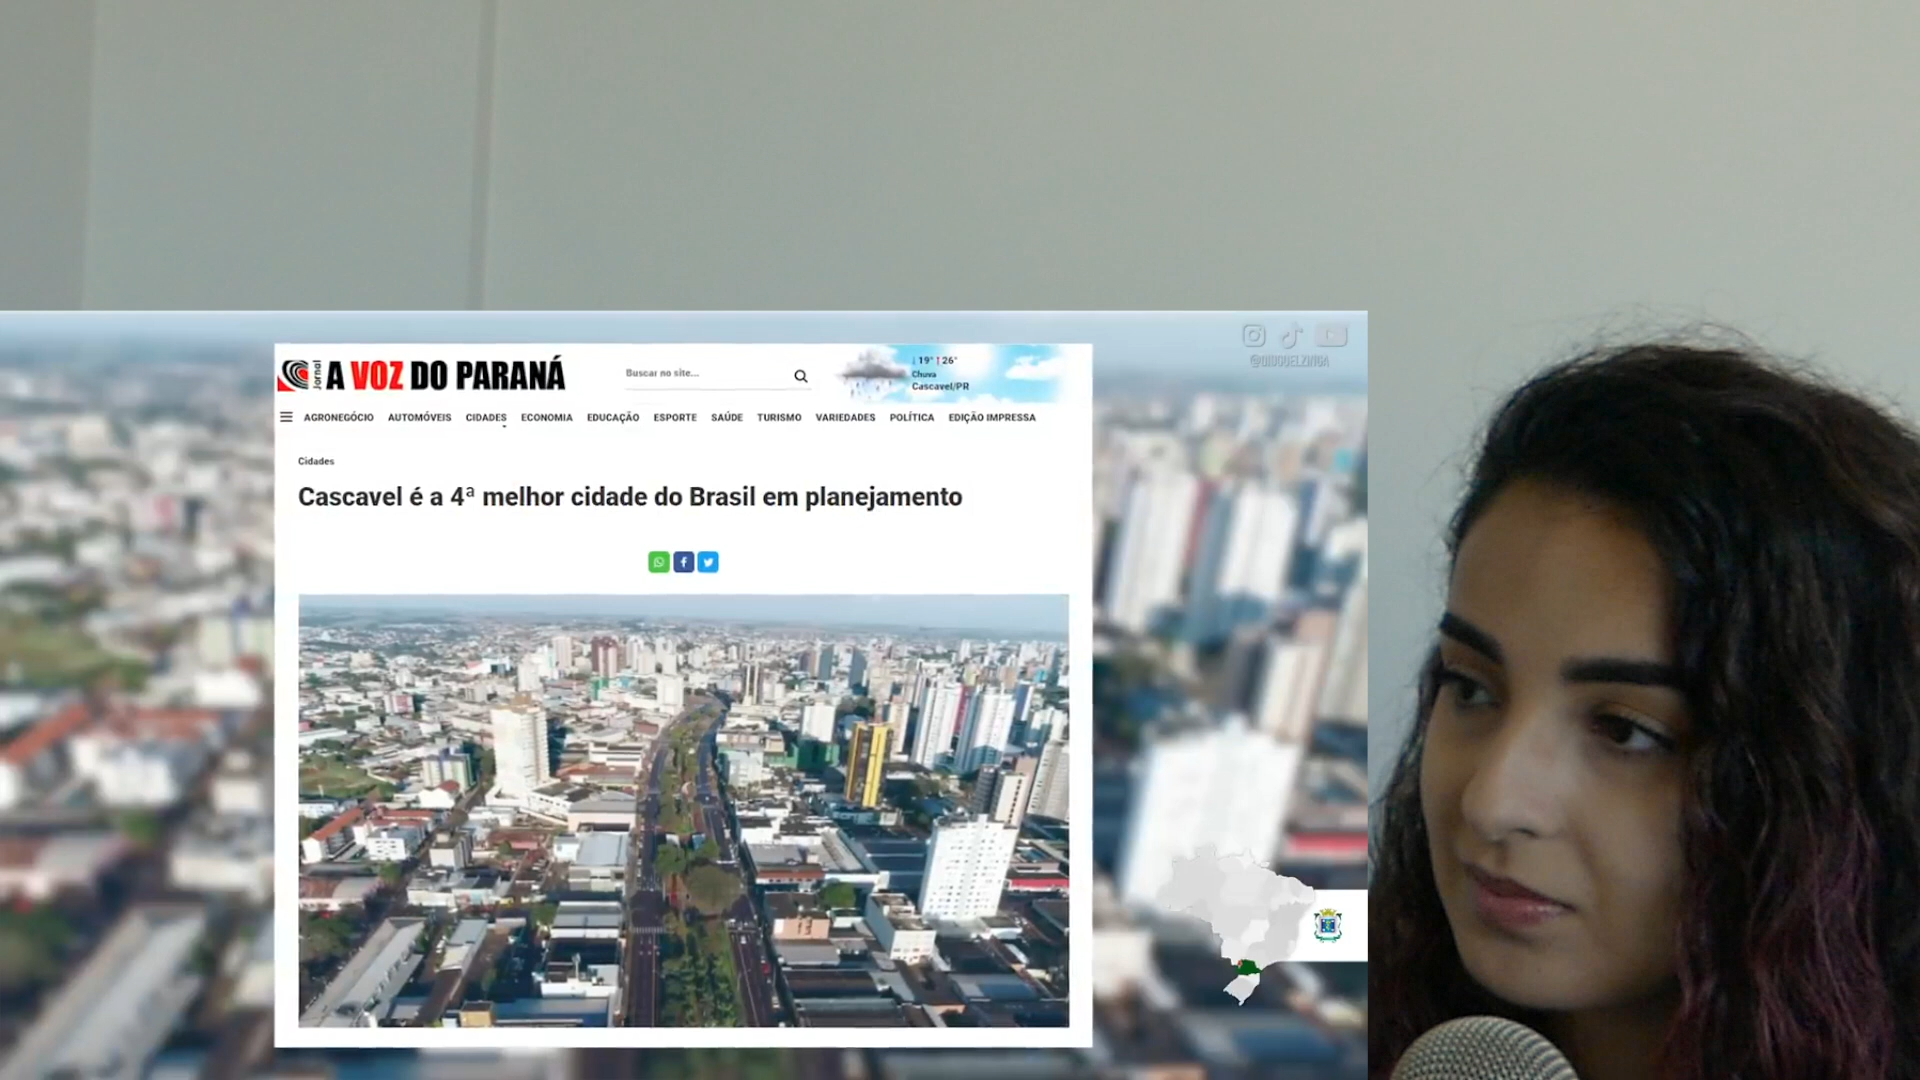 @DIUGUELZINGA
Jornal A VOZ DO PARANÁ
Buscar no site...
↓ 19° ↑ 26°
Chuva
Cascavel/PR
AGRONEGÓCIO AUTOMÓVEIS CIDADES ECONOMIA EDUCAÇÃO ESPORTE SAÚDE TURISMO VARIEDADES POLÍTICA EDIÇÃO IMPRESSA
Cidades
Cascavel é a 4ª melhor cidade do Brasil em planejamento